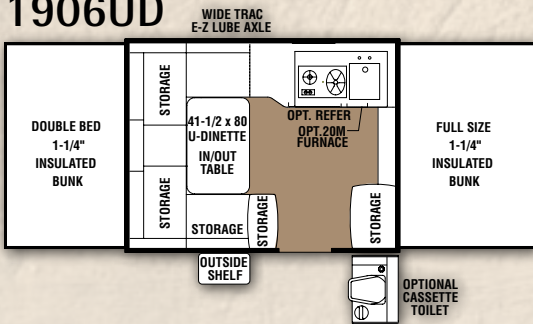 1906UD
WIDE TRAC
E-Z LUBE AXLE
DOUBLE BED
1-1/4"
INSULATED
BUNK
STORAGE
STORAGE
41-1/2 x 80
U-DINETTE
IN/OUT
TABLE
STORAGE
STORAGE
OPT. REFER
OPT.20M
FURNACE
STORAGE
FULL SIZE
1-1/4"
INSULATED
BUNK
OUTSIDE
SHELF
OPTIONAL
CASSETTE
TOILET